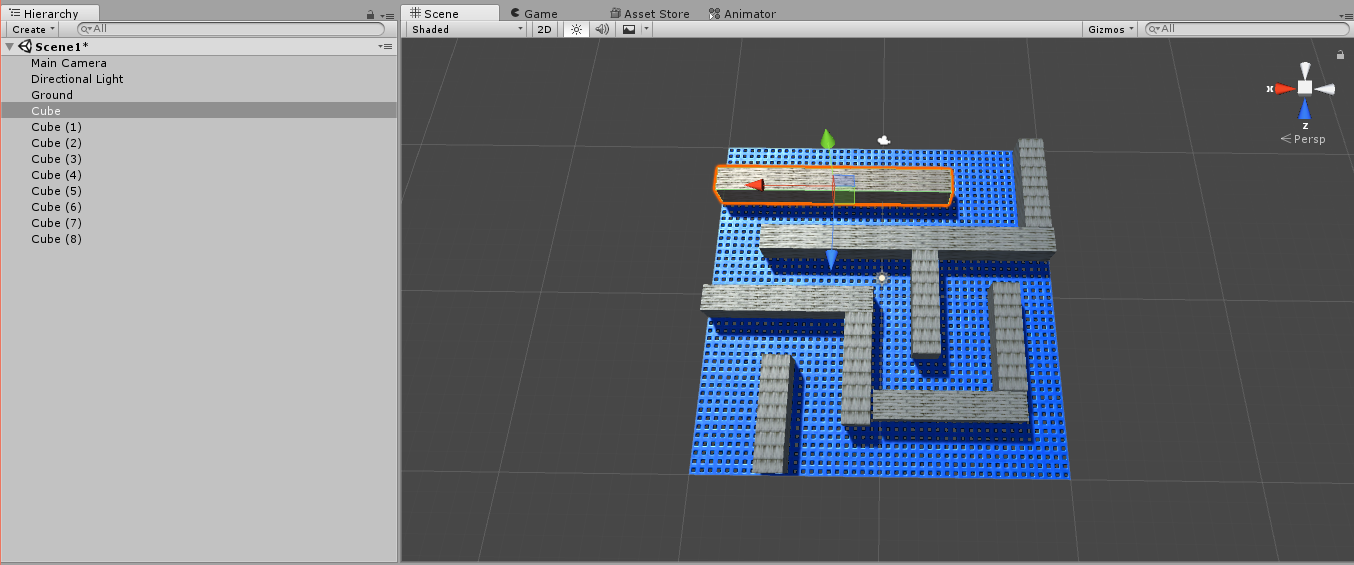 Hierarchy
Create
All
Scene1*
Main Camera
Directional Light
Ground
Cube
Cube (1)
Cube (2)
Cube (3)
Cube (4)
Cube (5)
Cube (6)
Cube (7)
Cube (8)
Scene Game Asset Store Animator
Shaded 2D Gizmos All
x
z
Persp